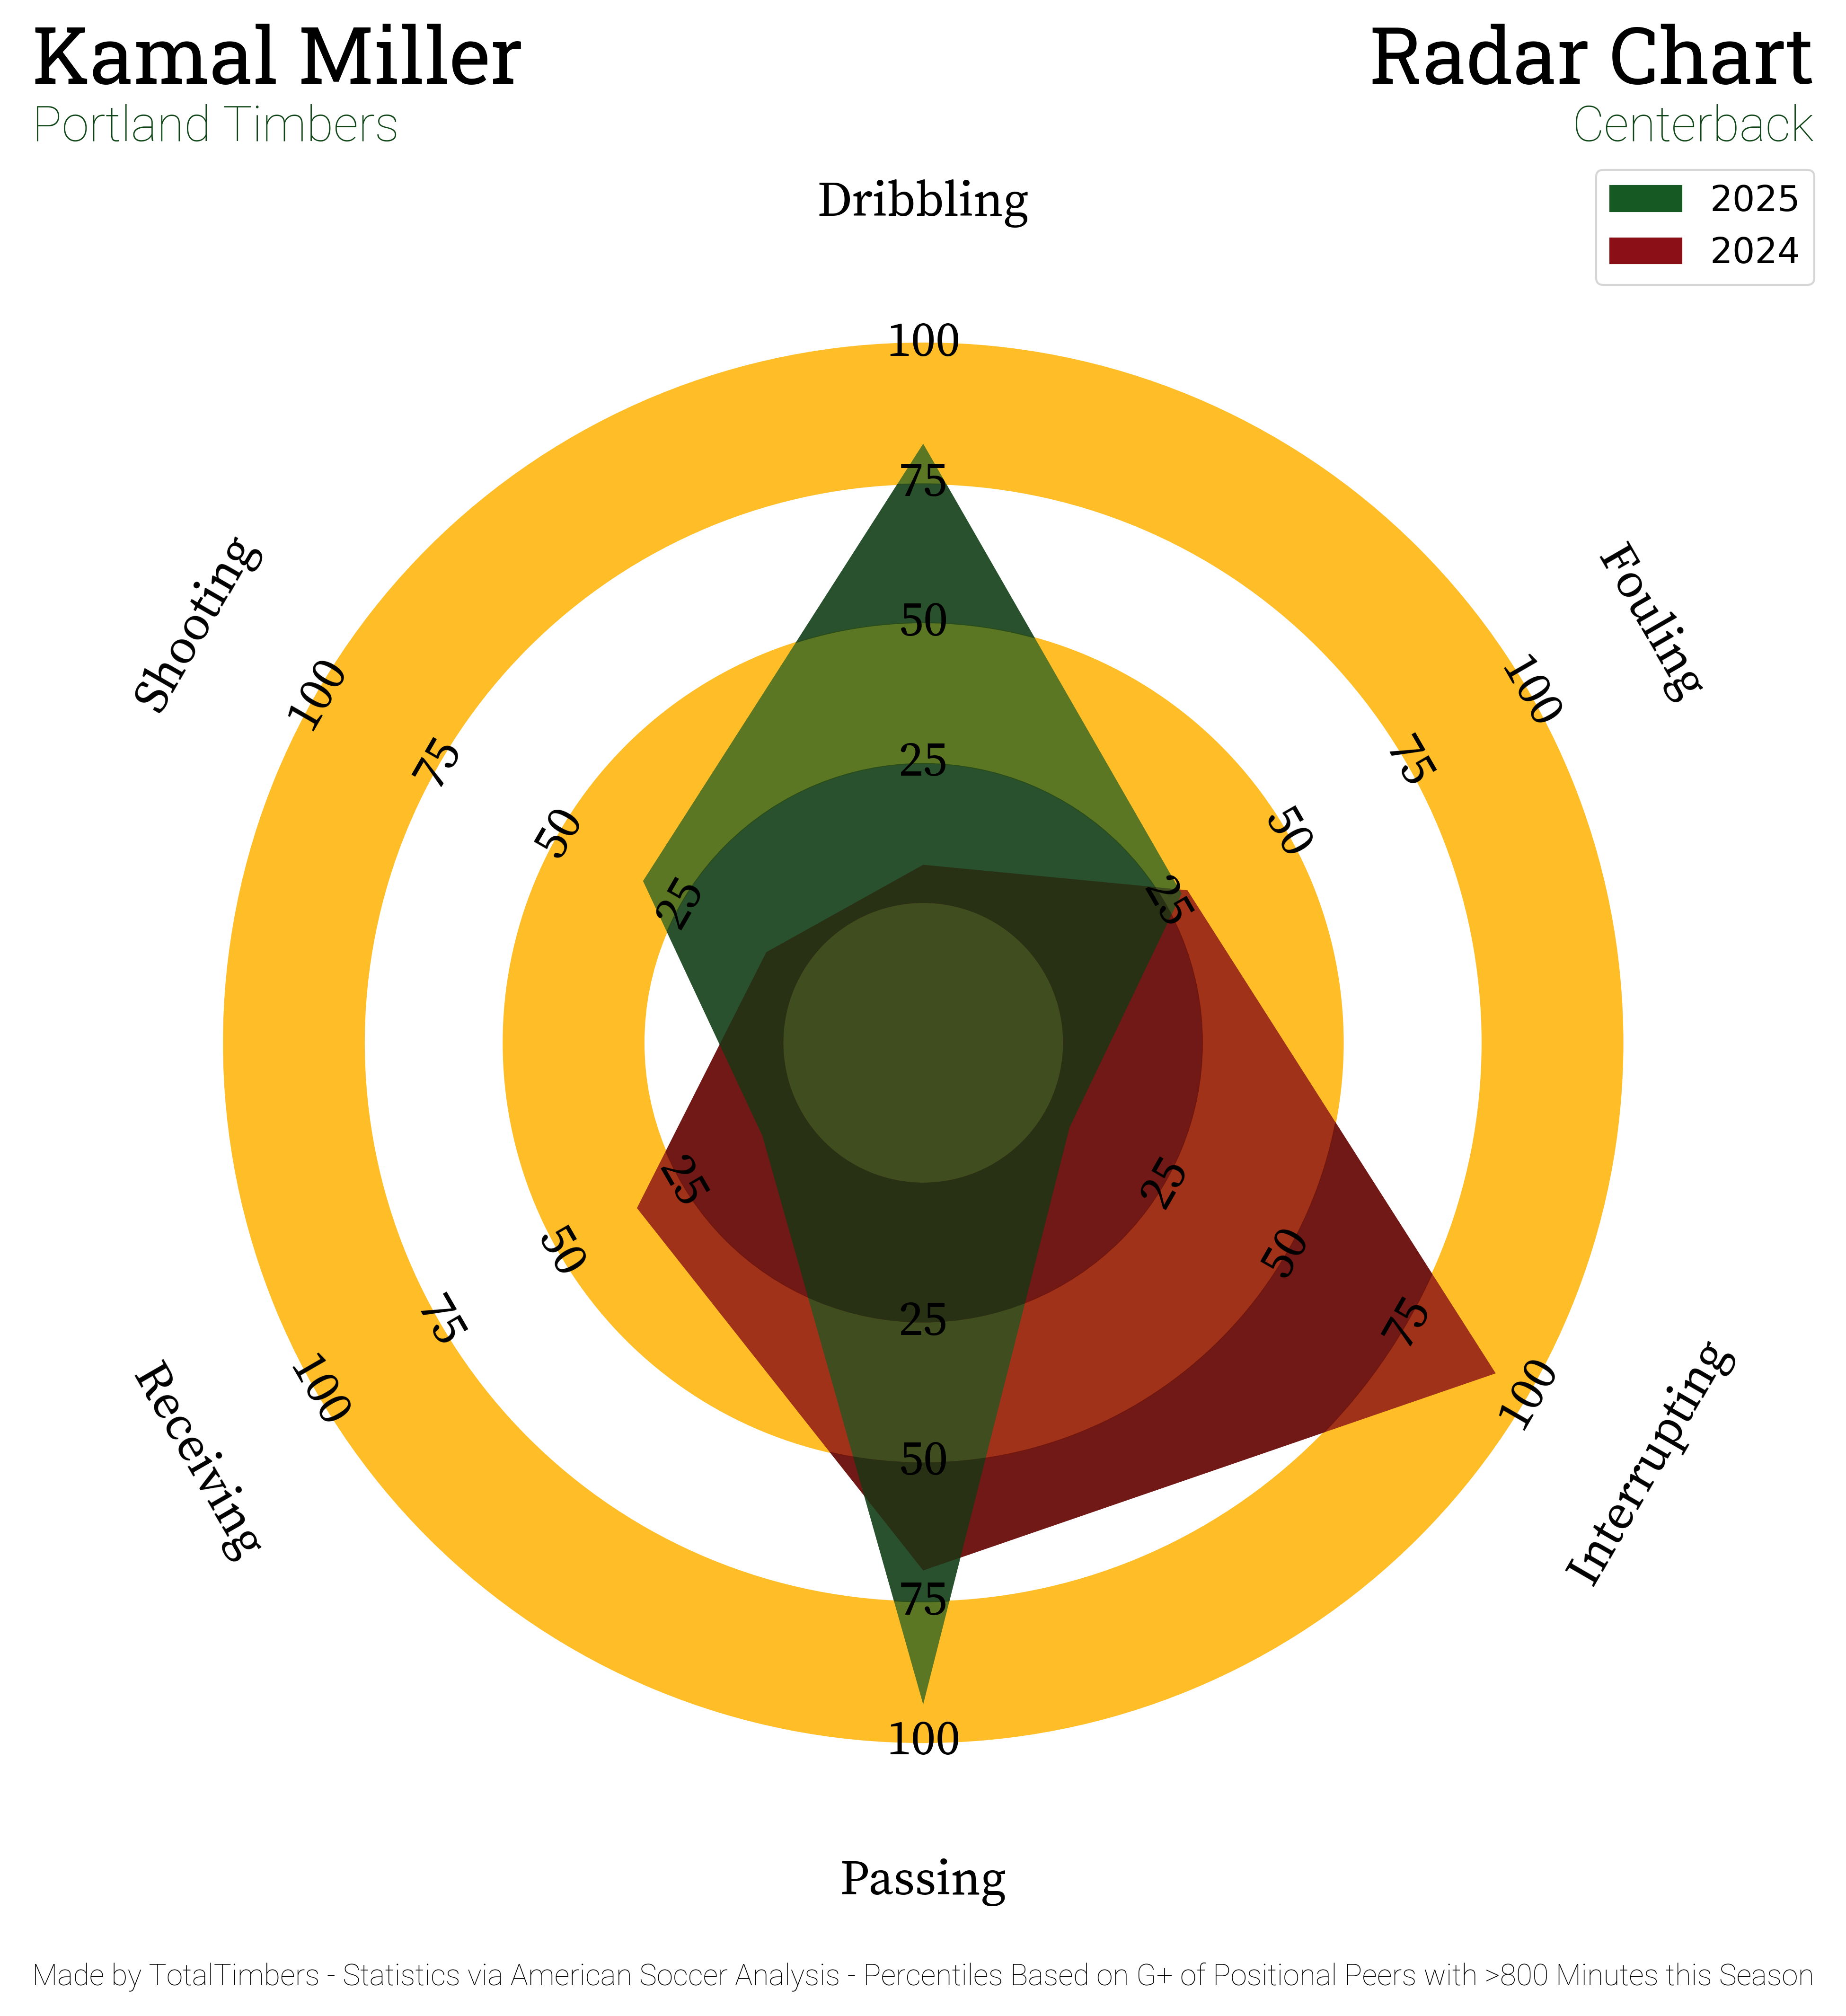 Kamal Miller
Radar Chart
Portland Timbers
Centerback
2025
2024
Dribbling
100
75
50
25
Fouling
100
75
50
25
Interrupting
25
50
75
100
Passing
25
50
75
100
Receiving
25
50
75
100
Shooting
100
75
50
25
Made by TotalTimbers - Statistics via American Soccer Analysis - Percentiles Based on G+ of Positional Peers with >800 Minutes this Season